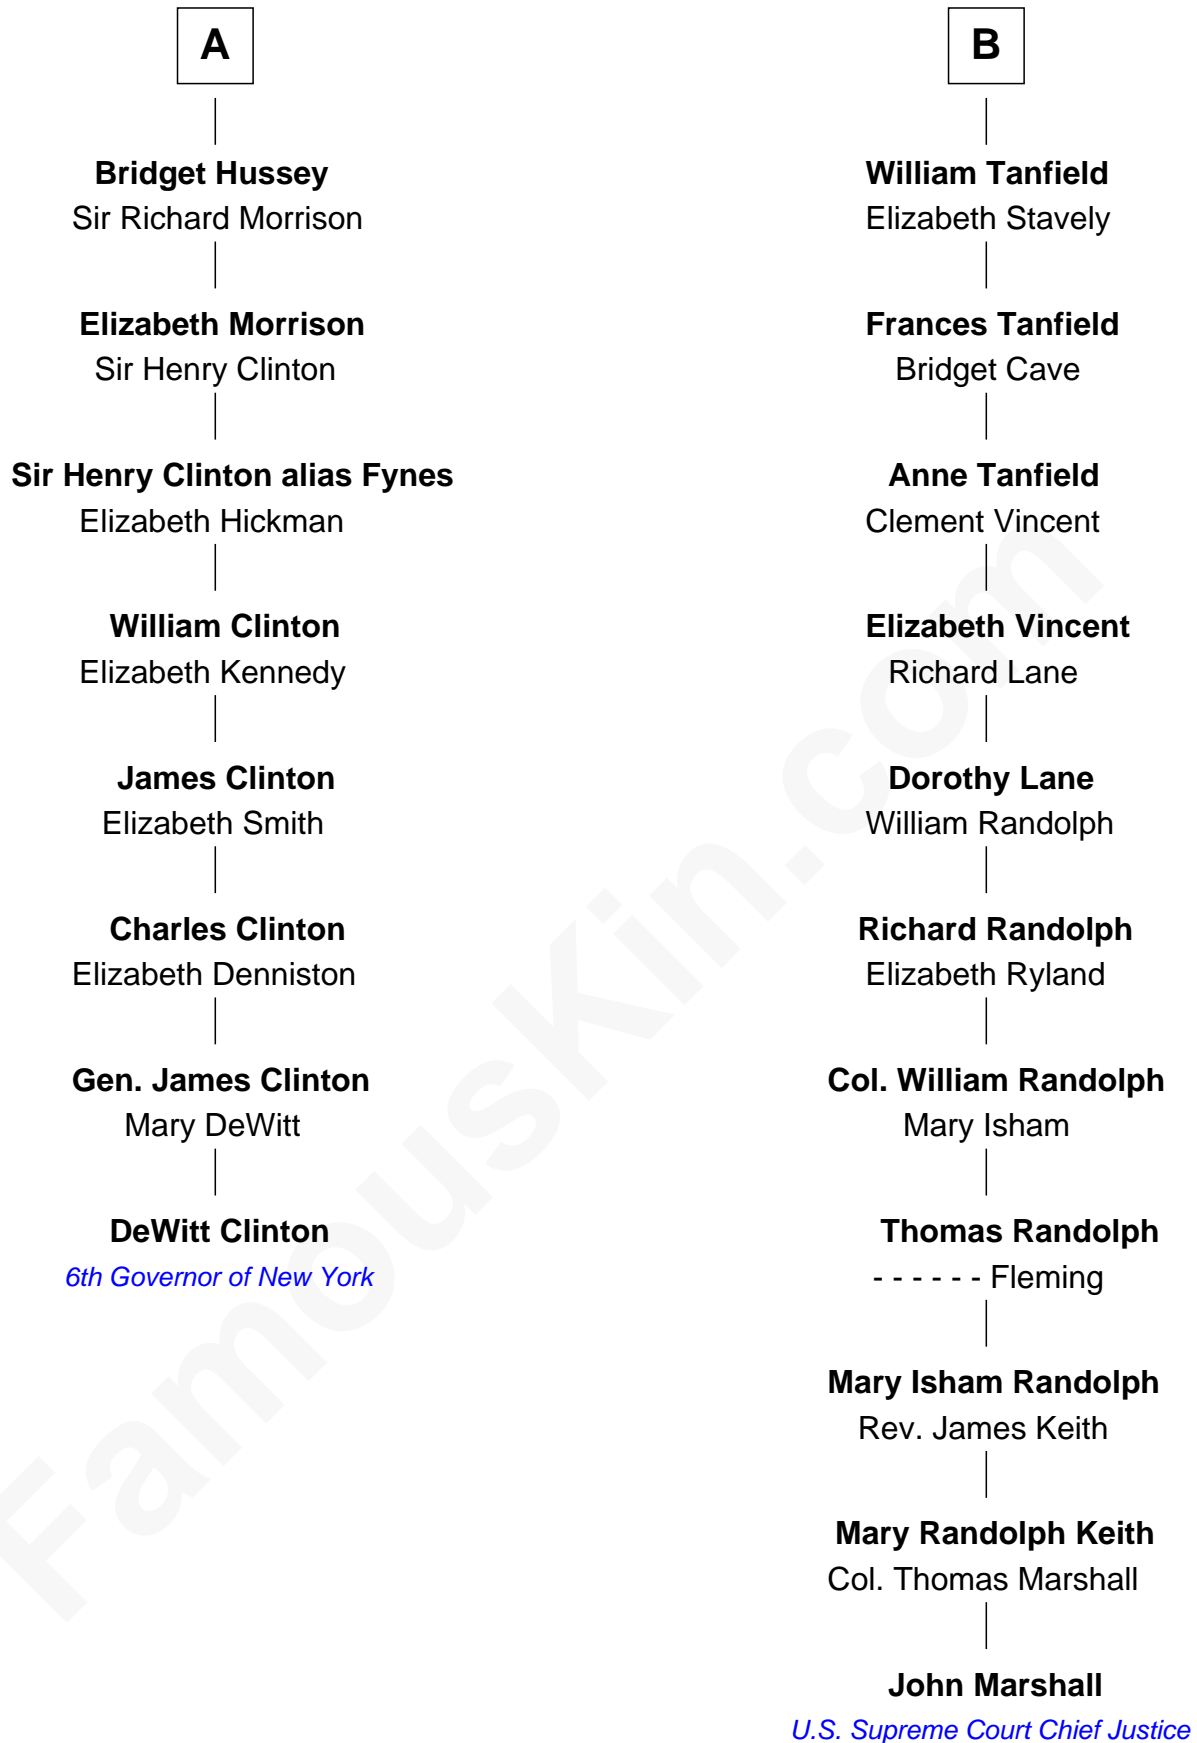 A
Bridget Hussey
Sir Richard Morrison
Elizabeth Morrison
Sir Henry Clinton
Sir Henry Clinton alias Fynes
Elizabeth Hickman
William Clinton
Elizabeth Kennedy
James Clinton
Elizabeth Smith
Charles Clinton
Elizabeth Denniston
Gen. James Clinton
Mary DeWitt
DeWitt Clinton
6th Governor of New York
B
William Tanfield
Elizabeth Stavely
Frances Tanfield
Bridget Cave
Anne Tanfield
Clement Vincent
Elizabeth Vincent
Richard Lane
Dorothy Lane
William Randolph
Richard Randolph
Elizabeth Ryland
Col. William Randolph
Mary Isham
Thomas Randolph
- - - - - - Fleming
Mary Isham Randolph
Rev. James Keith
Mary Randolph Keith
Col. Thomas Marshall
John Marshall
U.S. Supreme Court Chief Justice
FamousKin.com